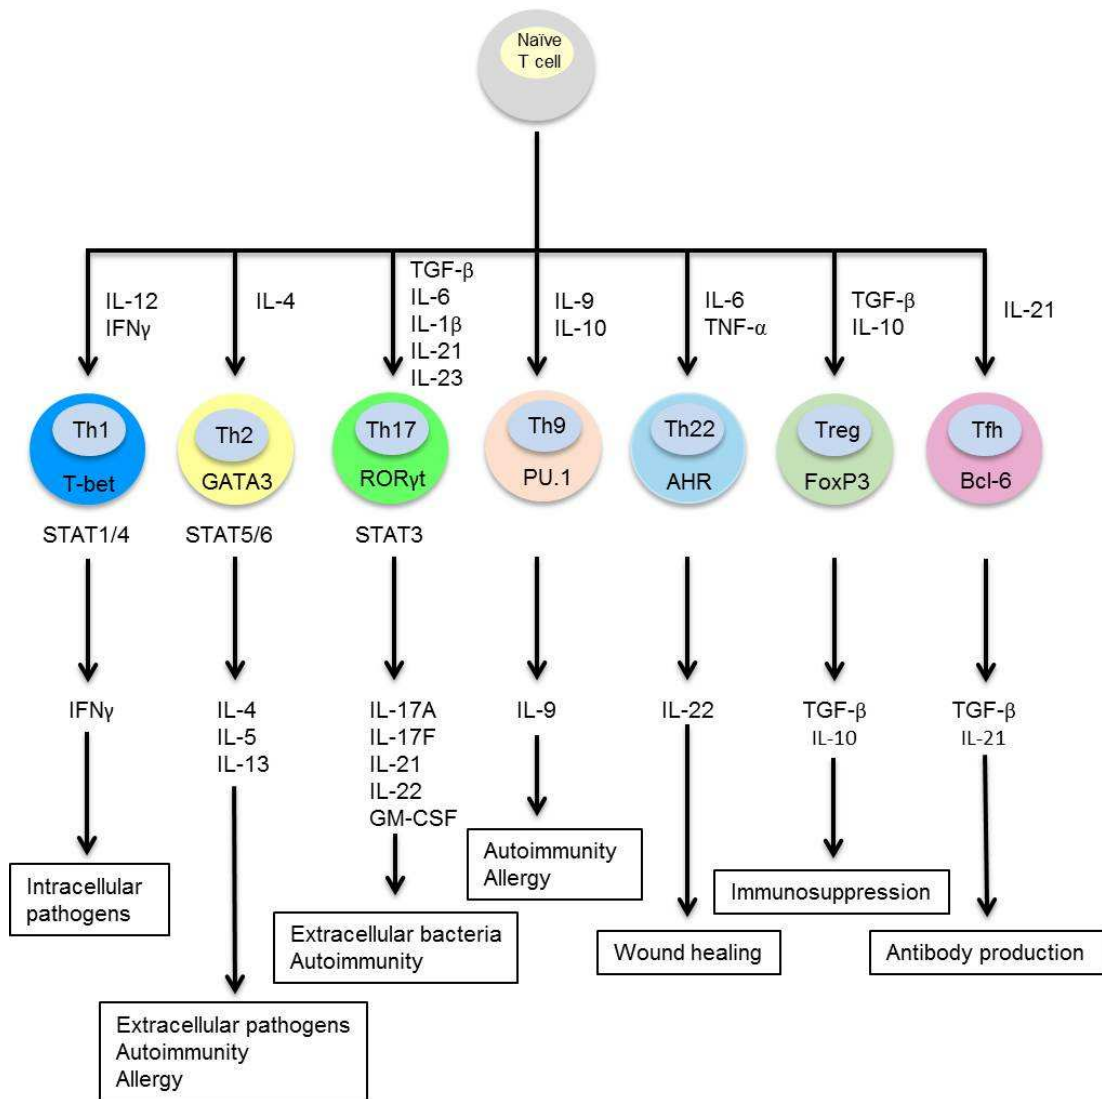 Naïve
T cell
IL-12
IFNγ
IL-4
TGF-β
IL-6
IL-1β
IL-21
IL-23
IL-9
IL-10
IL-6
TNF-α
TGF-β
IL-10
IL-21
Th1
T-bet
Th2
GATA3
Th17
RORγt
Th9
PU.1
Th22
AHR
Treg
FoxP3
Tfh
Bcl-6
STAT1/4
STAT5/6
STAT3
IFNγ
IL-4
IL-5
IL-13
IL-17A
IL-17F
IL-21
IL-22
GM-CSF
IL-9
IL-22
TGF-β
IL-10
TGF-β
IL-21
Intracellular
pathogens
Extracellular pathogens
Autoimmunity
Allergy
Extracellular bacteria
Autoimmunity
Autoimmunity
Allergy
Wound healing
Immunosuppression
Antibody production